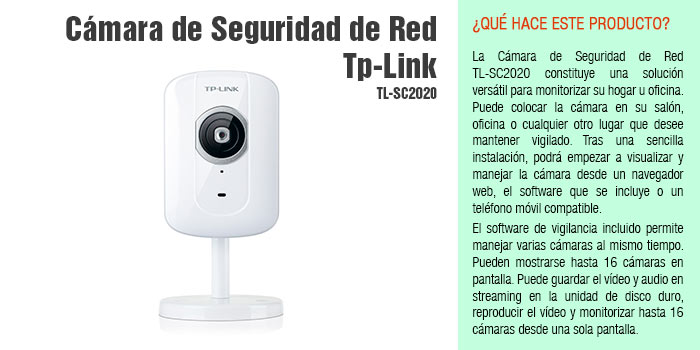 Cámara de Seguridad de Red
Tp-Link
TL-SC2020
TP-LINK
¿QUÉ HACE ESTE PRODUCTO?
La Cámara de Seguridad de Red
TL-SC2020 constituye una solución
versátil para monitorizar su hogar u oficina.
Puede colocar la cámara en su salón,
oficina o cualquier otro lugar que desee
mantener vigilado. Tras una sencilla
instalación, podrá empezar a visualizar y
manejar la cámara desde un navegador
web, el software que se incluye o un
teléfono móvil compatible.
El software de vigilancia incluido permite
manejar varias cámaras al mismo tiempo.
Pueden mostrarse hasta 16 cámaras en
pantalla. Puede guardar el vídeo y audio en
streaming en la unidad de disco duro,
reproducir el vídeo y monitorizar hasta 16
cámaras desde una sola pantalla.